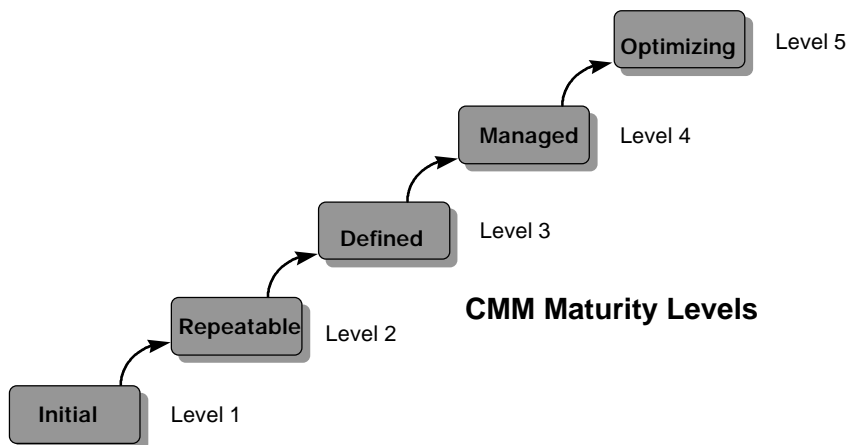 Optimizing Level 5
Managed Level 4
Defined Level 3
CMM Maturity Levels
Repeatable Level 2
Initial Level 1